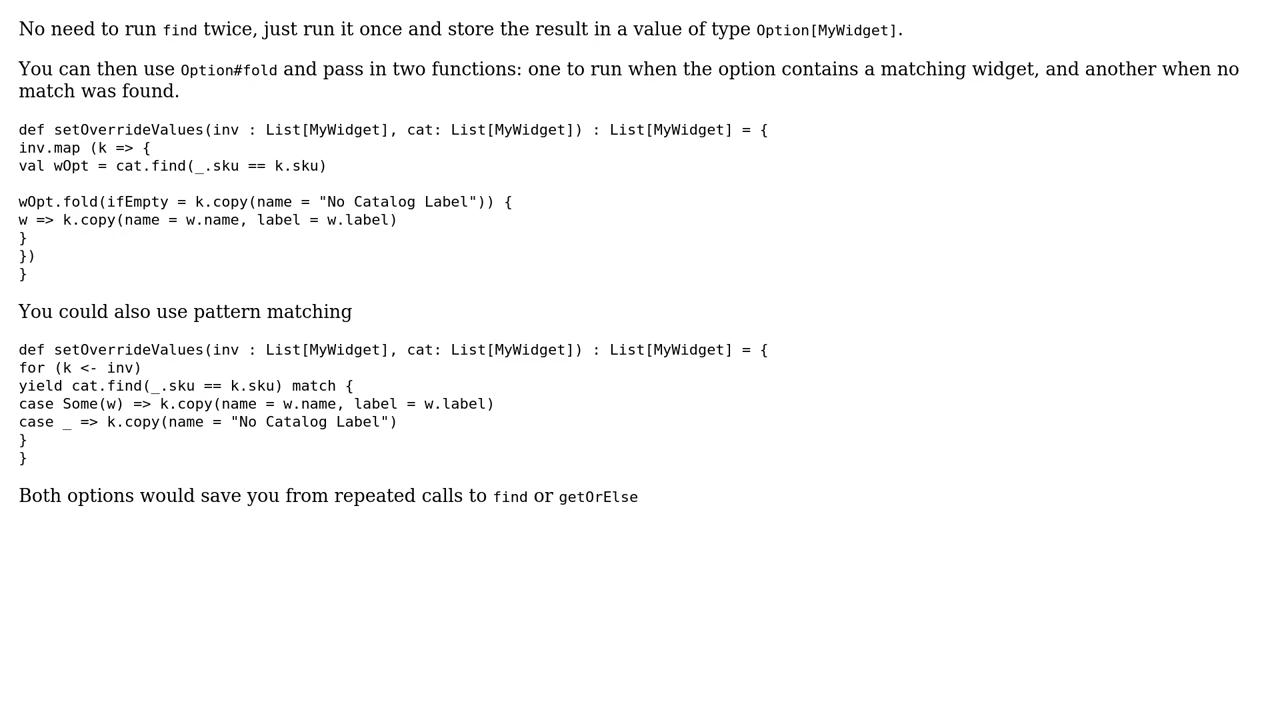 No need to run find twice, just run it once and store the result in a value of type Option[MyWidget].
You can then use Option#fold and pass in two functions: one to run when the option contains a matching widget, and another when no
match was found.
def setOverrideValues(inv : List[MyWidget], cat: List[MyWidget]) : List[MyWidget] = {
inv.map (k => {
val wOpt = cat.find(_.sku == k.sku)
wOpt.fold(ifEmpty = k.copy(name = "No Catalog Label")) {
w => k.copy(name = w.name, label = w.label)
}
})
}
You could also use pattern matching
def setOverrideValues(inv : List[MyWidget], cat: List[MyWidget]) : List[MyWidget] = {
for (k <- inv)
yield cat.find(_.sku == k.sku) match {
case Some(w) => k.copy(name = w.name, label = w.label)
case _ => k.copy(name = "No Catalog Label")
}
}
Both options would save you from repeated calls to find or getOrElse